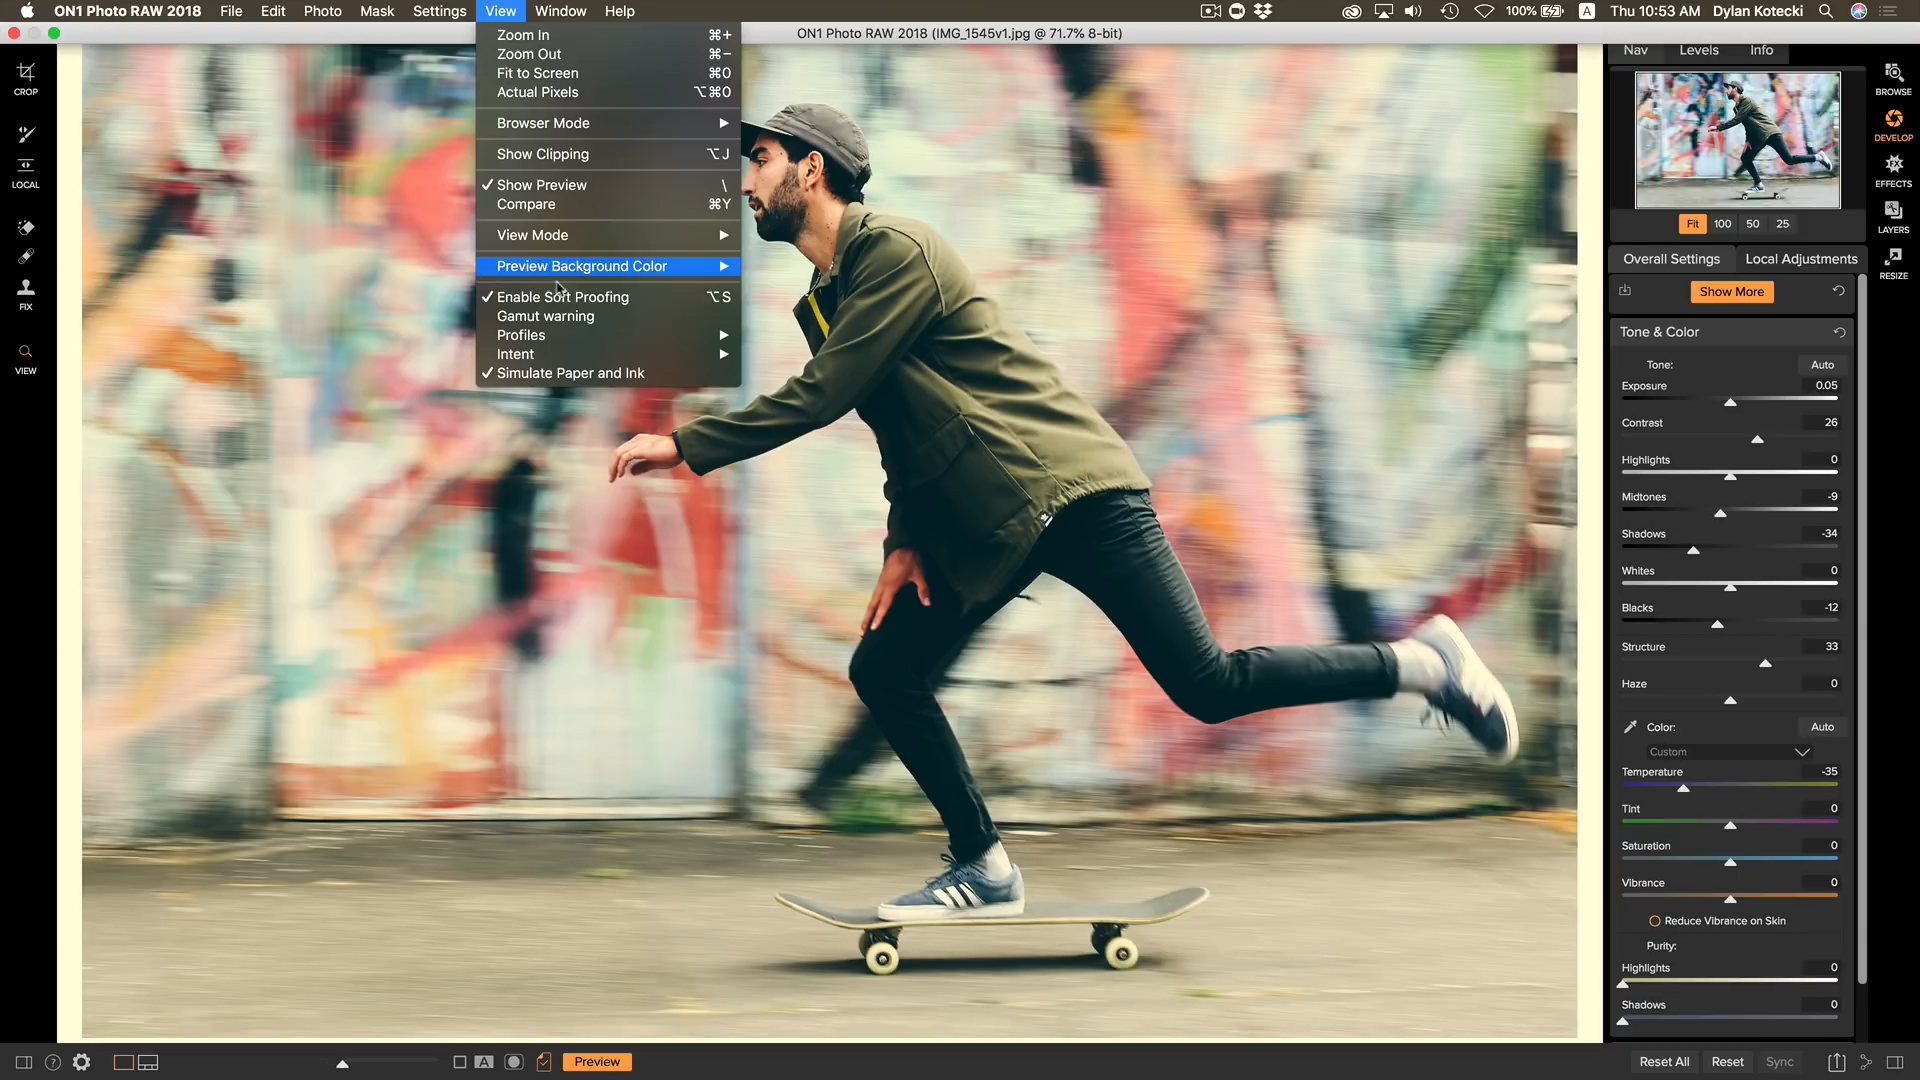 ON1 Photo RAW 2018 File Edit Photo Mask Settings View Window Help 100% A Thu 10:53 AM Dylan Kotecki
ON1 Photo RAW 2018 (IMG_1545v1.jpg @ 71.7% 8-bit)
Zoom In ⌘+
Zoom Out ⌘−
Fit to Screen ⌘0
Actual Pixels ⌥⌘0
Browser Mode
Show Clipping ⌥J
✓ Show Preview \
Compare ⌘Y
View Mode
Preview Background Color
✓ Enable Soft Proofing ⌥S
Gamut warning
Profiles
Intent
✓ Simulate Paper and Ink
CROP
LOCAL
FIX
VIEW
Nav Levels Info
Fit 100 50 25
Overall Settings Local Adjustments
Show More
Tone & Color
Tone: Auto
Exposure 0.05
Contrast 26
Highlights 0
Midtones -9
Shadows -34
Whites 0
Blacks -12
Structure 33
Haze 0
Color: Auto
Custom
Temperature -35
Tint 0
Saturation 0
Vibrance 0
Reduce Vibrance on Skin
Purity:
Highlights 0
Shadows 0
BROWSE
DEVELOP
FX
EFFECTS
LAYERS
RESIZE
? A Preview Reset All Reset Sync